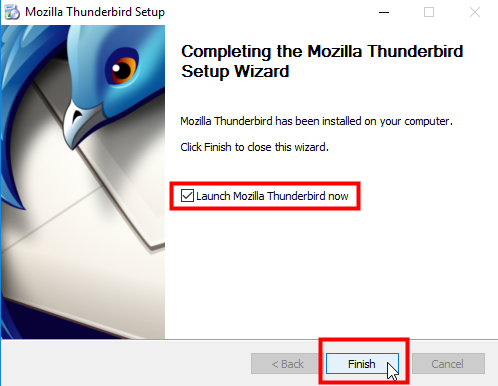 Mozilla Thunderbird Setup
Completing the Mozilla Thunderbird
Setup Wizard
Mozilla Thunderbird has been installed on your computer.
Click Finish to close this wizard.
Launch Mozilla Thunderbird now
< Back
Finish
Cancel